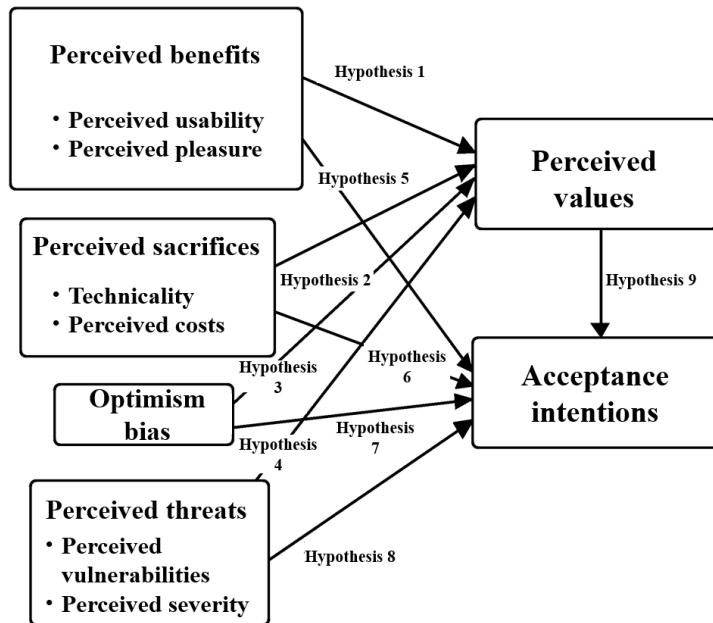 Perceived benefits
• Perceived usability
• Perceived pleasure
Hypothesis 1
Perceived
values
Hypothesis 5
Perceived sacrifices
• Technicality
• Perceived costs
Hypothesis 2
Hypothesis 9
Hypothesis
3
Hypothesis
6
Acceptance
intentions
Optimism
bias
Hypothesis
4
Hypothesis
7
Perceived threats
• Perceived
vulnerabilities
• Perceived severity
Hypothesis 8